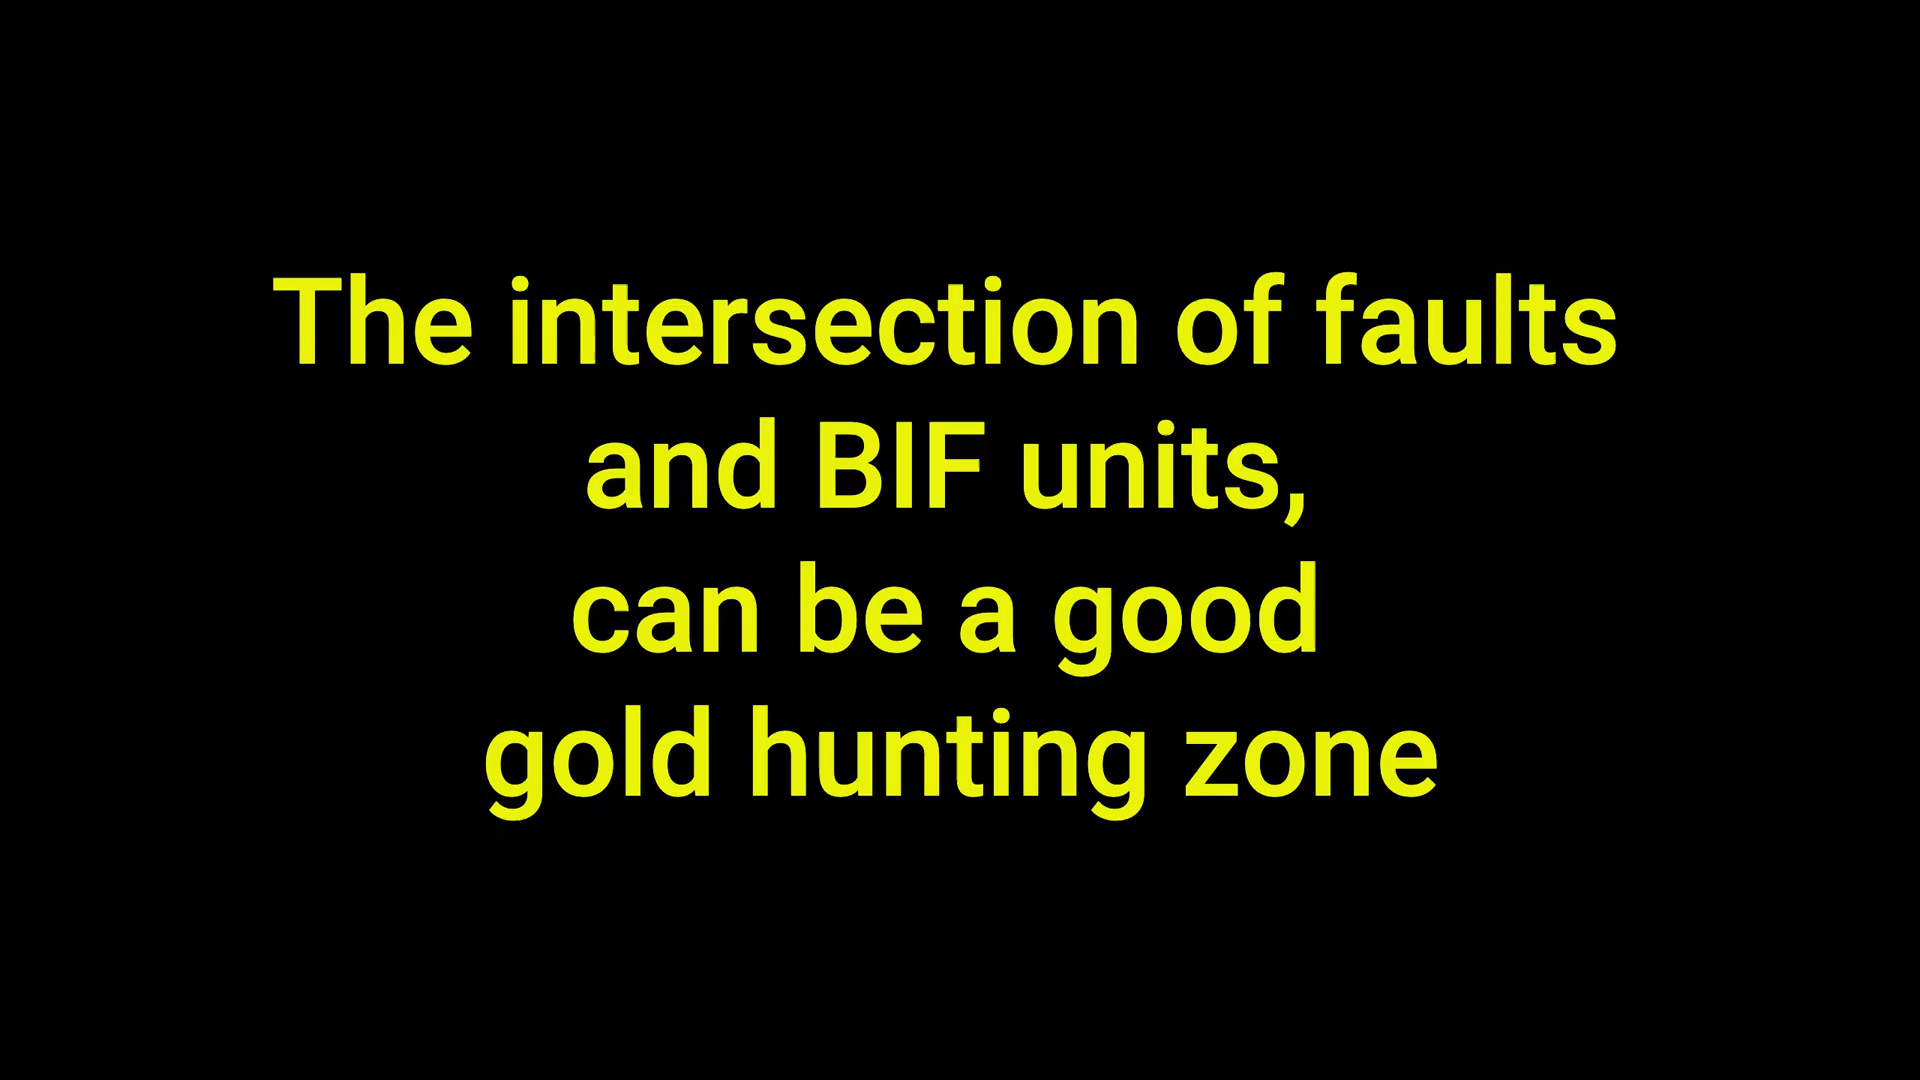 The intersection of faults
and BIF units,
can be a good
gold hunting zone